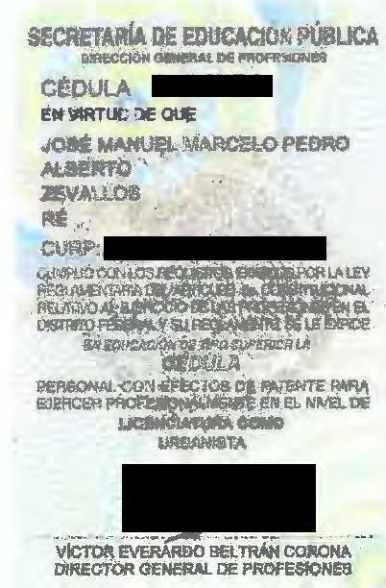 SECRETARÍA DE EDUCACIÓN PÚBLICA
DIRECCIÓN GENERAL DE PROFESIONES
CÉDULA
EN VIRTUD DE QUE
JOSÉ MANUEL MARCELO PEDRO
ALBERTO
ZEVALLOS
RÉ
CURP:
CUMPLIÓ CON LOS REQUISITOS EXIGIDOS POR LA LEY
REGLAMENTARIA DEL ARTÍCULO 5o. CONSTITUCIONAL
RELATIVO AL EJERCICIO DE LAS PROFESIONES EN EL
DISTRITO FEDERAL Y SU REGLAMENTO SE LE EXPIDE
EN EDUCACIÓN DE TIPO SUPERIOR LA
CÉDULA
PERSONAL CON EFECTOS DE PATENTE PARA
EJERCER PROFESIONALMENTE EN EL NIVEL DE
LICENCIATURA COMO
URBANISTA
VÍCTOR EVERARDO BELTRÁN CORONA
DIRECTOR GENERAL DE PROFESIONES